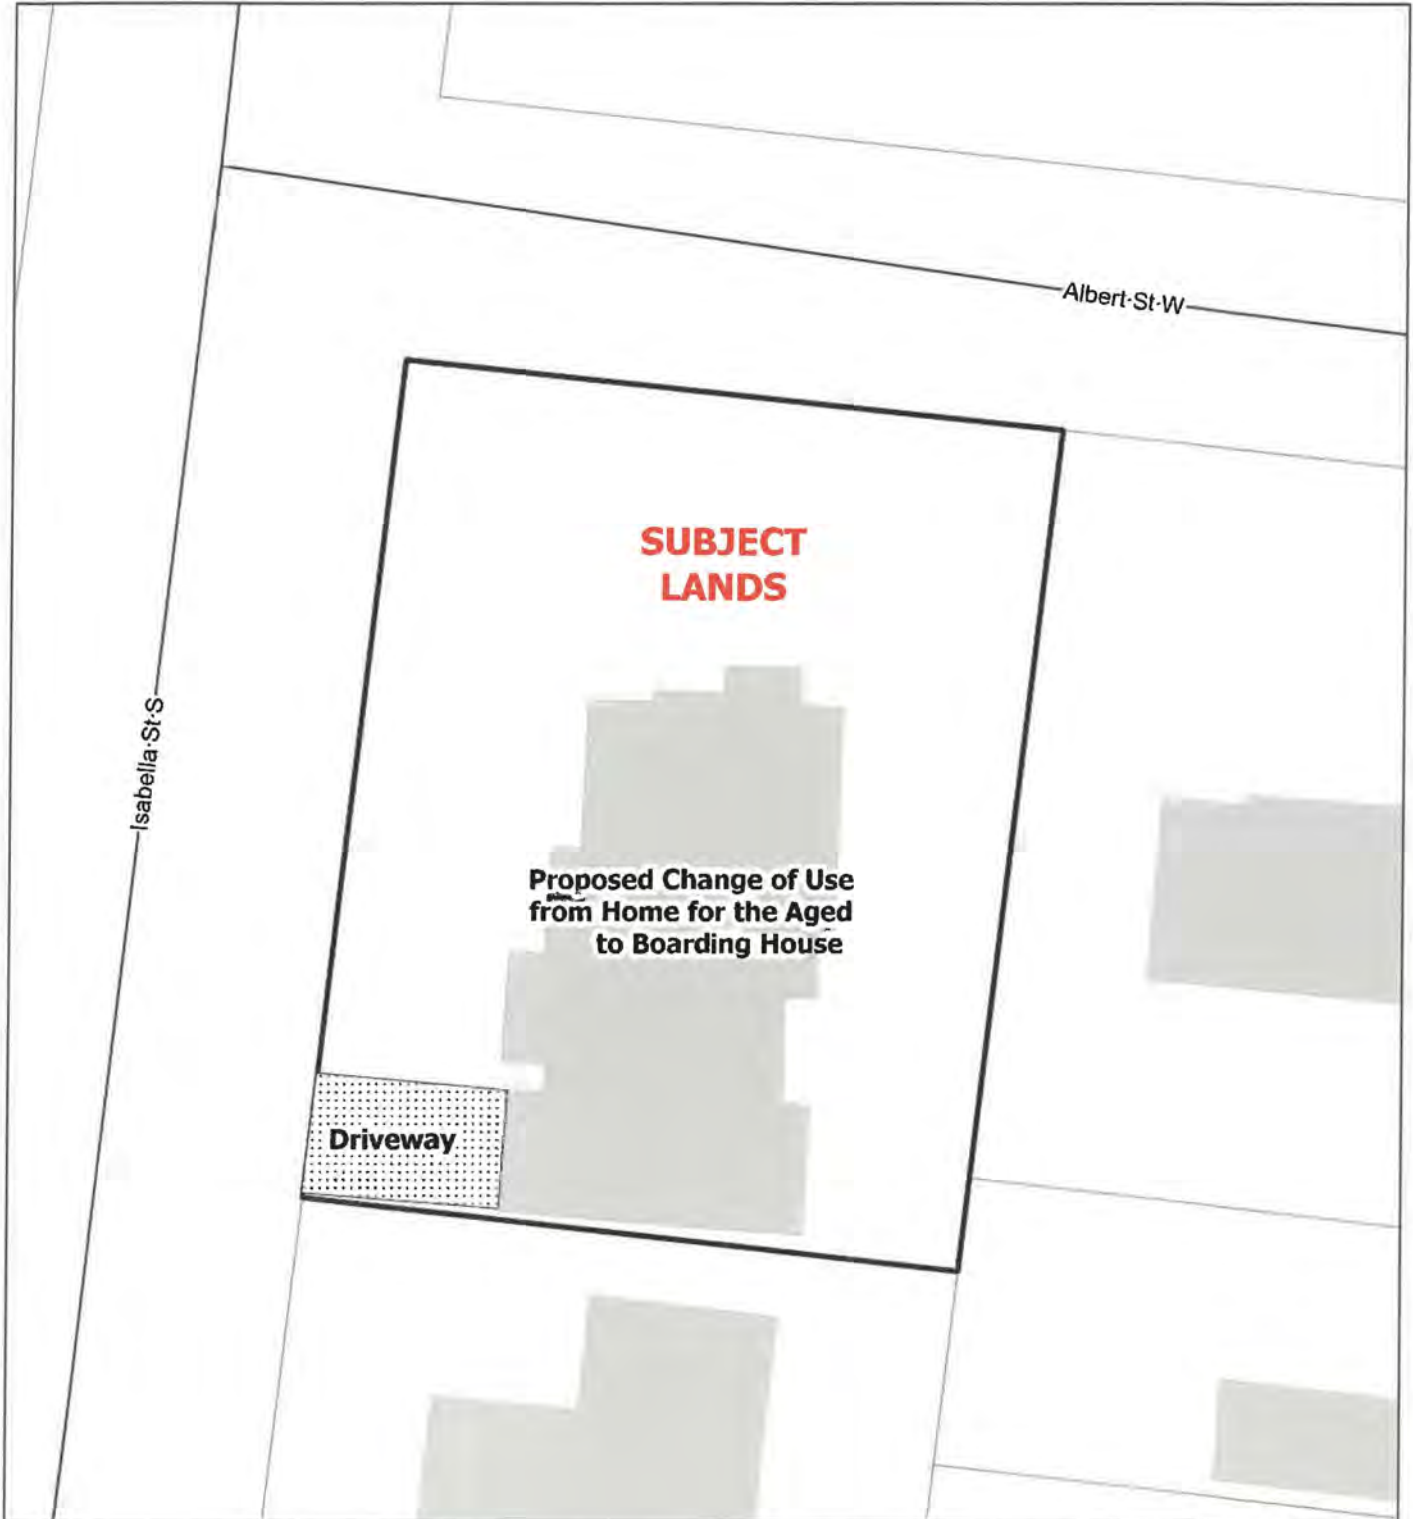 Albert St W
SUBJECT
LANDS
Isabella St S
Proposed Change of Use
from Home for the Aged
to Boarding House
Driveway